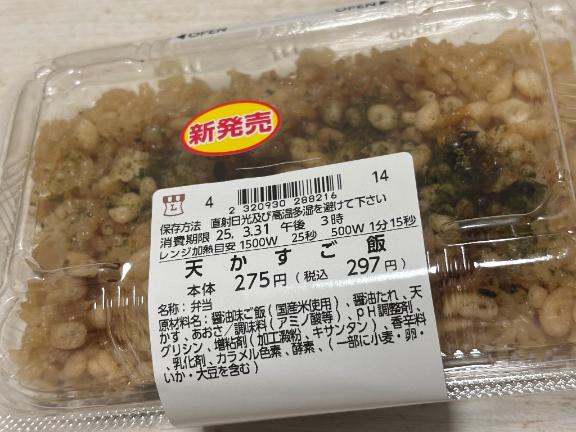 OPEN
OPEN
新発売
L
4
14
2 320930 288216
保存方法 直射日光及び高温多湿を避けて下さい
消費期限 25. 3.31 午後 3時
レンジ加熱目安 1500W 25秒 500W 1分15秒
天かすご飯
本体 275円(税込 297円)
名称:弁当
原材料名:醤油味ご飯(国産米使用)、醤油たれ、天
かす、あおさ/調味料(アミノ酸等)、pH調整剤、
グリシン、増粘剤(加工澱粉、キサンタン)、香辛料
、乳化剤、カラメル色素、酵素、(一部に小麦・卵・
いか・大豆を含む)